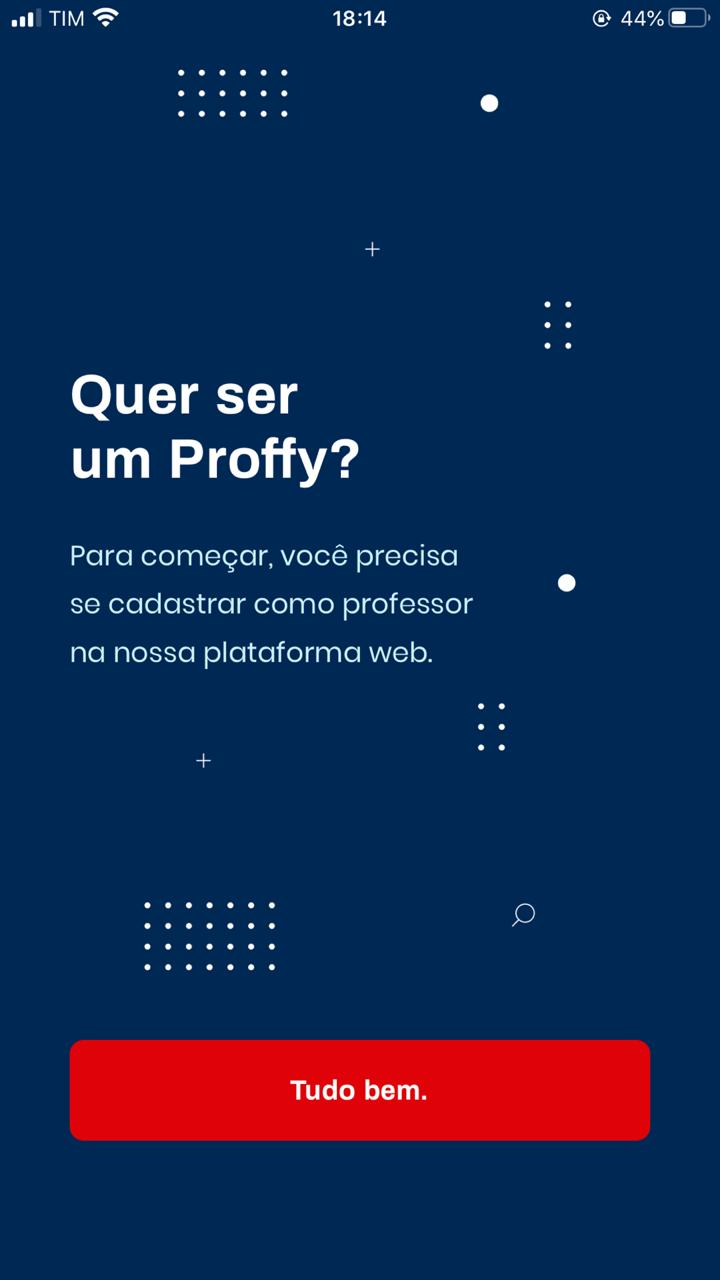 TIM 18:14 44%
Quer ser
um Proffy?
Para começar, você precisa
se cadastrar como professor
na nossa plataforma web.
Tudo bem.